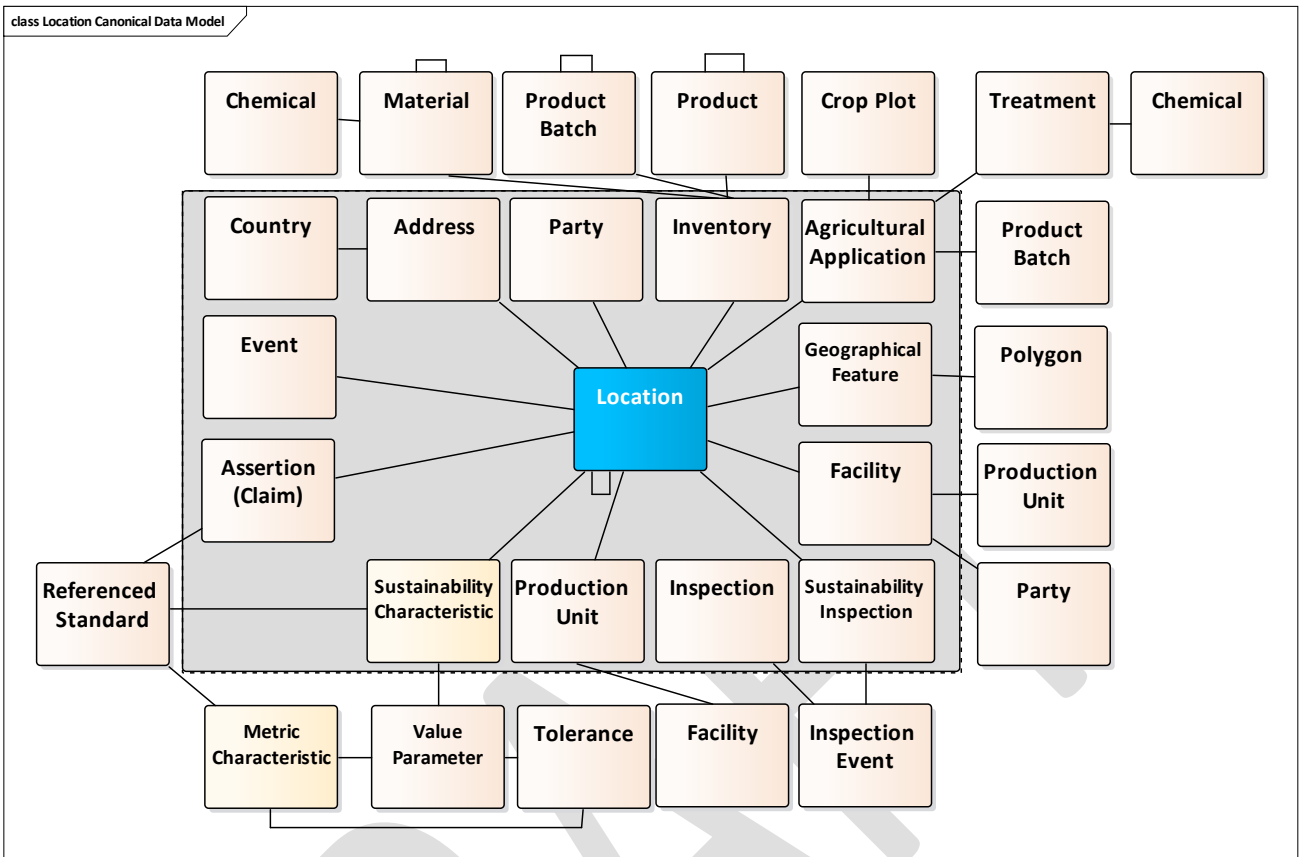 class Location Canonical Data Model
Chemical
Material
Product
Batch
Product
Crop Plot
Treatment
Chemical
Country
Address
Party
Inventory
Agricultural
Application
Product
Batch
Event
Location
Geographical
Feature
Polygon
Assertion
(Claim)
Facility
Production
Unit
Referenced
Standard
Sustainability
Characteristic
Production
Unit
Inspection
Sustainability
Inspection
Party
Metric
Characteristic
Value
Parameter
Tolerance
Facility
Inspection
Event